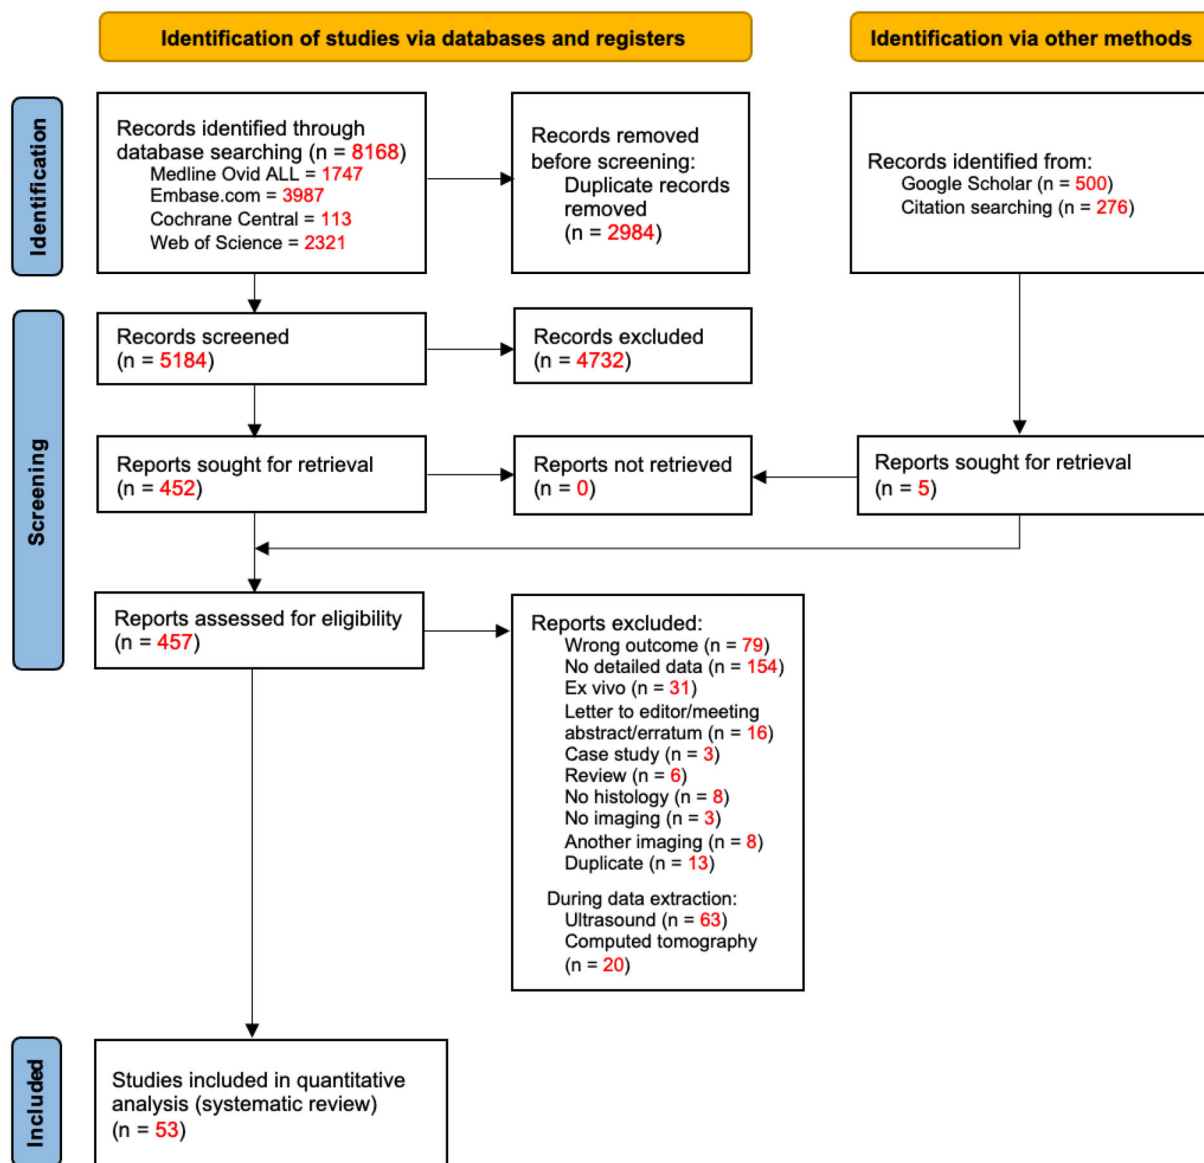 Identification of studies via databases and registers
Identification via other methods
Identification
Records identified through
database searching (n = 8168)
Medline Ovid ALL = 1747
Embase.com = 3987
Cochrane Central = 113
Web of Science = 2321
Records removed
before screening:
Duplicate records
removed
(n = 2984)
Records identified from:
Google Scholar (n = 500)
Citation searching (n = 276)
Screening
Records screened
(n = 5184)
Records excluded
(n = 4732)
Reports sought for retrieval
(n = 452)
Reports not retrieved
(n = 0)
Reports sought for retrieval
(n = 5)
Reports assessed for eligibility
(n = 457)
Reports excluded:
Wrong outcome (n = 79)
No detailed data (n = 154)
Ex vivo (n = 31)
Letter to editor/meeting
abstract/erratum (n = 16)
Case study (n = 3)
Review (n = 6)
No histology (n = 8)
No imaging (n = 3)
Another imaging (n = 8)
Duplicate (n = 13)
During data extraction:
Ultrasound (n = 63)
Computed tomography
(n = 20)
Included
Studies included in quantitative
analysis (systematic review)
(n = 53)